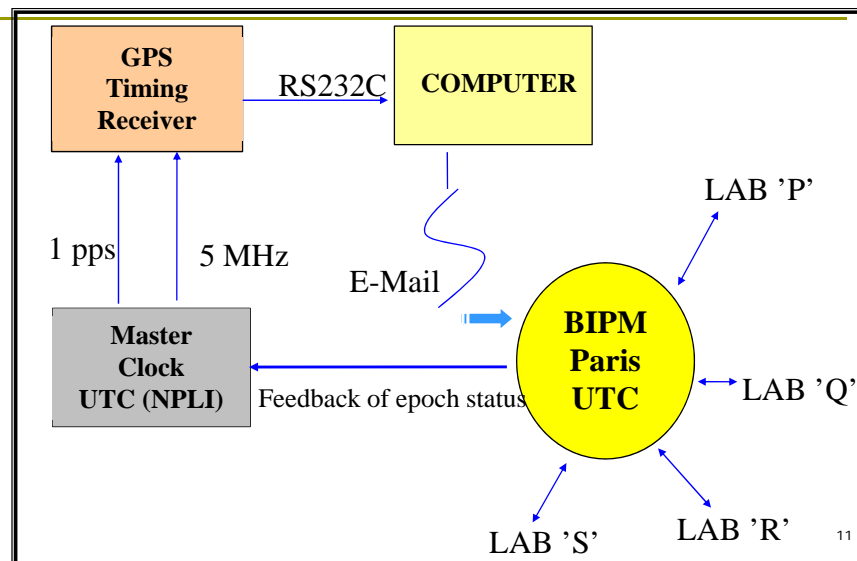 GPS
Timing
Receiver
RS232C
COMPUTER
LAB ’P’
1 pps
5 MHz
E-Mail
Master
Clock
UTC (NPLI)
Feedback of epoch status
BIPM
Paris
UTC
LAB ’Q’
LAB ’R’
LAB ’S’
11